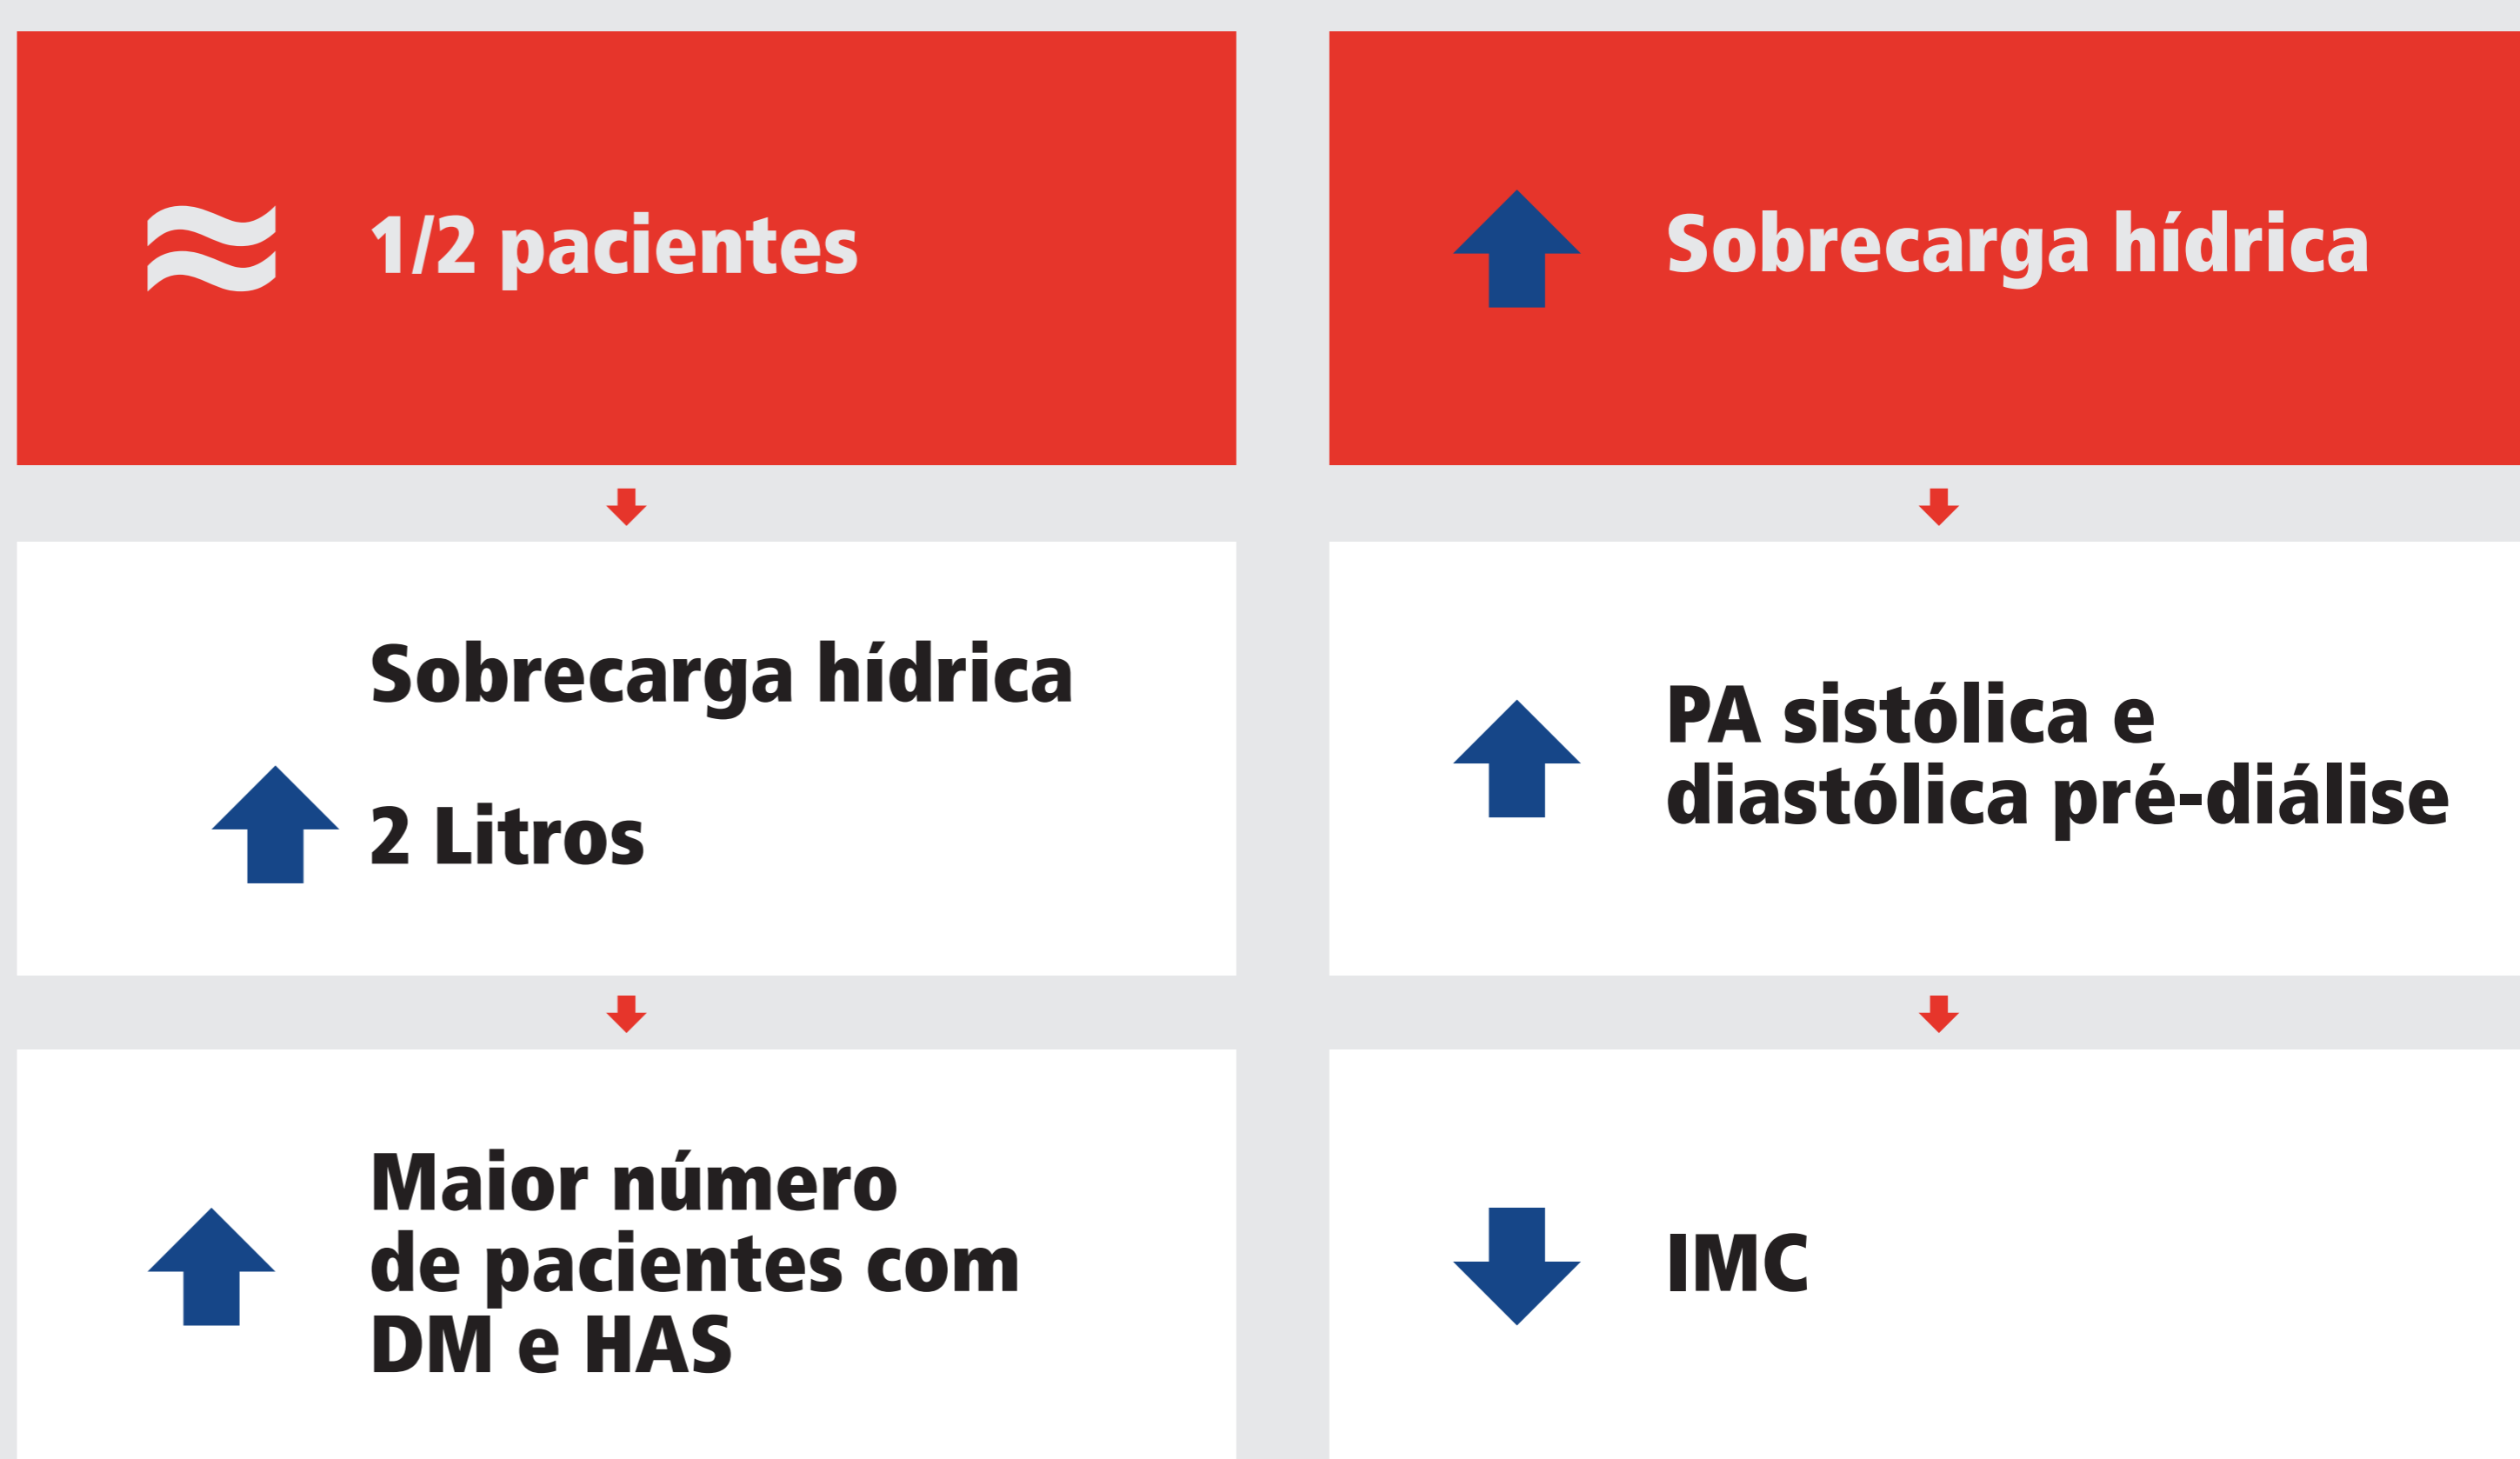 ≈ 1/2 pacientes
Sobrecarga hídrica
2 Litros
Maior número
de pacientes com
DM e HAS
Sobrecarga hídrica
PA sistólica e
diastólica pré-diálise
IMC